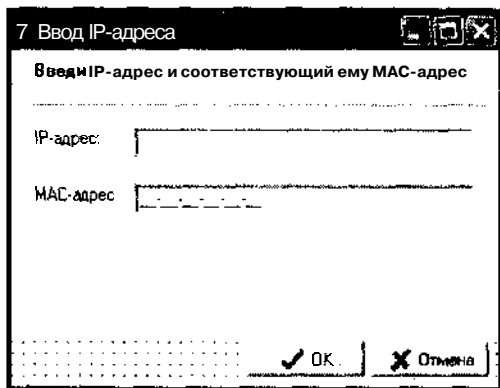 7 Ввод IP-адреса
Введи IP-адрес и соответствующий ему MAC-адрес
IP-адрес:
MAC-адрес
OK
Отмена